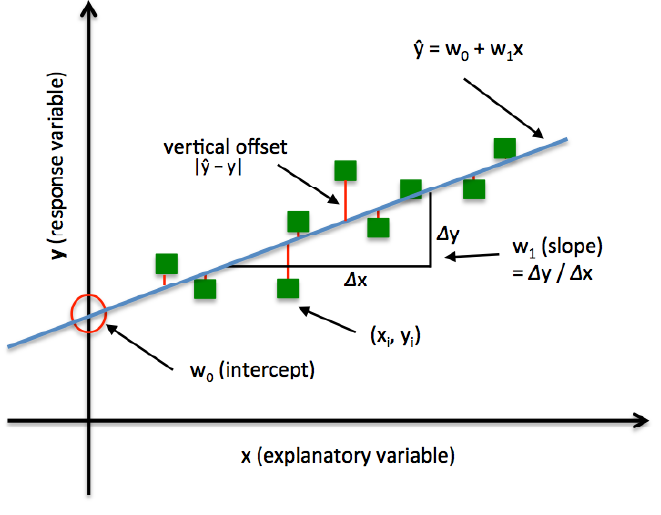 ŷ = w₀ + w₁x
y (response variable)
vertical offset
|ŷ – y|
Δy
w₁ (slope)
= Δy / Δx
Δx
(xᵢ, yᵢ)
w₀ (intercept)
x (explanatory variable)